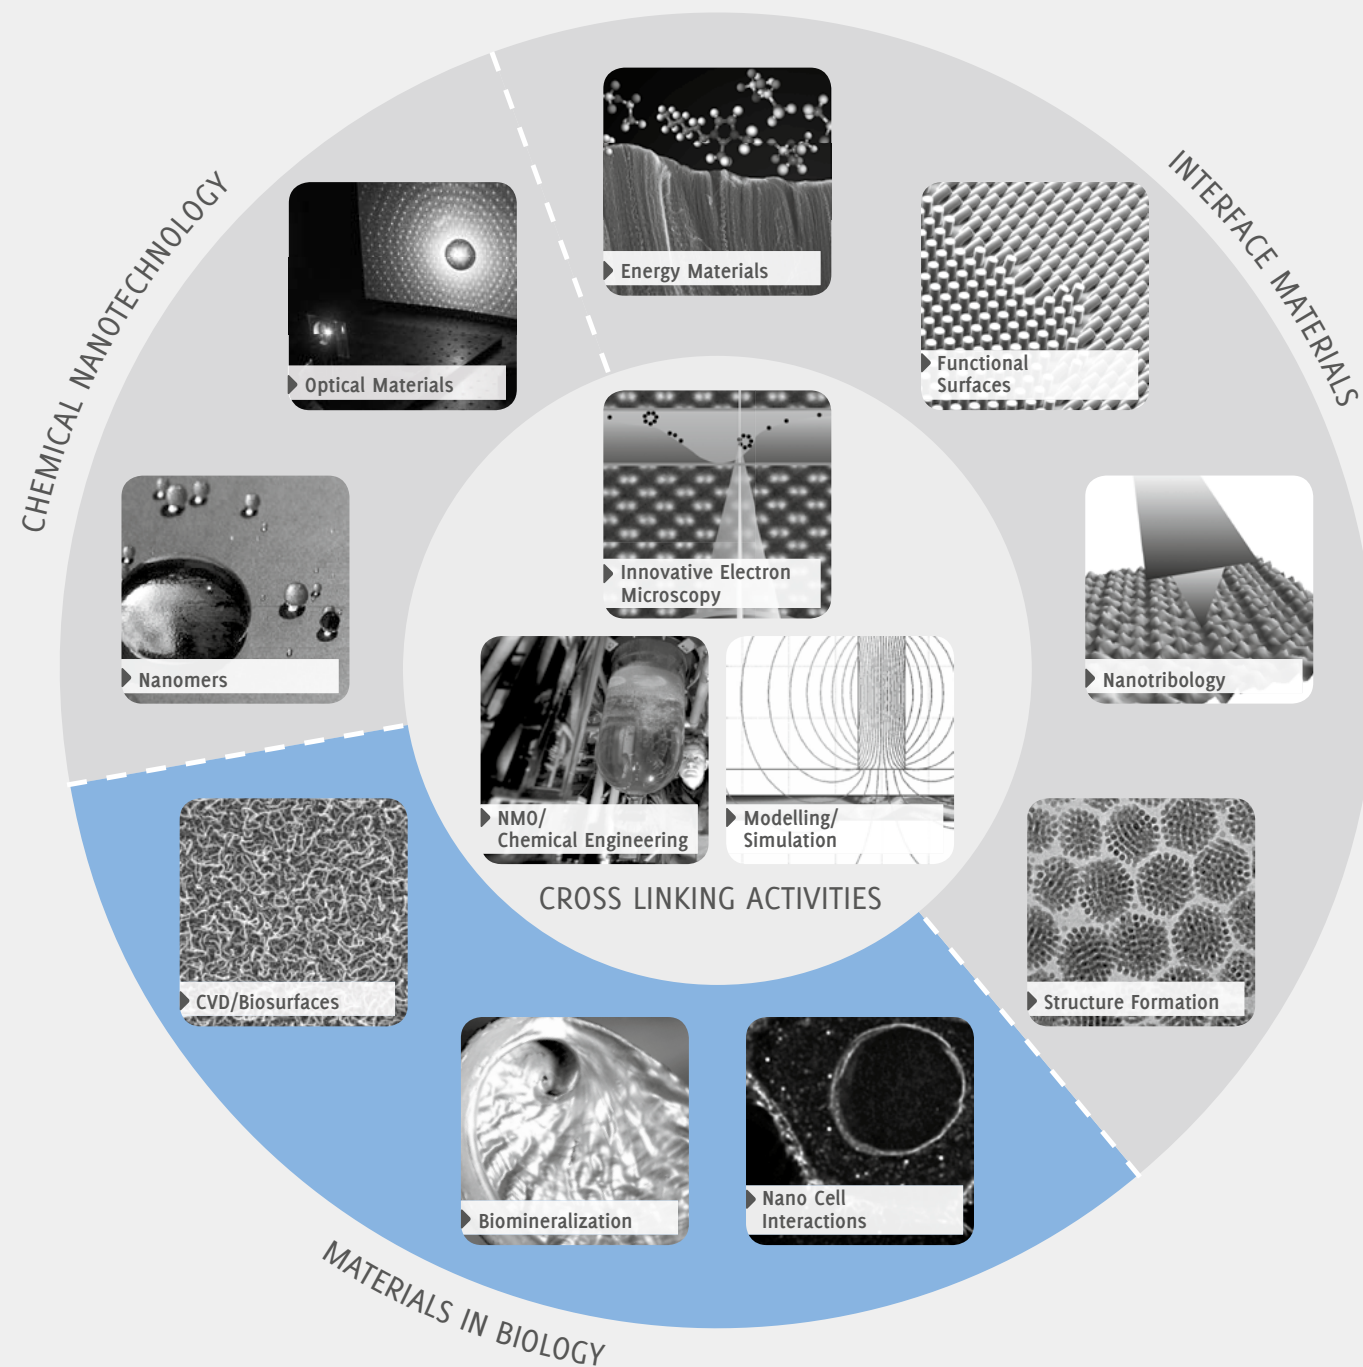 CHEMICAL NANOTECHNOLOGY
INTERFACE MATERIALS
Energy Materials
Optical Materials
Functional
Surfaces
Innovative Electron
Microscopy
Nanomers
Nanotribology
NMO/
Chemical Engineering
Modelling/
Simulation
CROSS LINKING ACTIVITIES
CVD/Biosurfaces
Structure Formation
Biomineralization
Nano Cell
Interactions
MATERIALS IN BIOLOGY